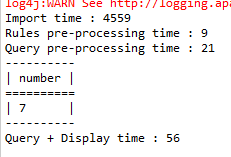 log4j:WARN See http://logging.apa
Import time : 4559
Rules pre-processing time : 9
Query pre-processing time : 21
----------
| number |
==========
| 7      |
----------
Query + Display time : 56